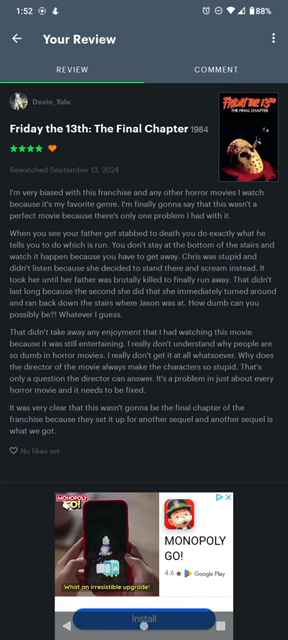 1:52
88%
Your Review
REVIEW
COMMENT
Devin_Yale
Friday the 13th: The Final Chapter 1984
FRIDAY THE 13TH
THE FINAL CHAPTER
Rewatched September 13, 2024
I'm very biased with this franchise and any other horror movies I watch
because it's my favorite genre. I'm finally gonna say that this wasn't a
perfect movie because there's only one problem I had with it.
When you see your father get stabbed to death you do exactly what he
tells you to do which is run. You don't stay at the bottom of the stairs and
watch it happen because you have to get away. Chris was stupid and
didn't listen because she decided to stand there and scream instead. It
took her until her father was brutally killed to finally run away. That didn't
last long because the second she did that she immediately turned around
and ran back down the stairs where Jason was at. How dumb can you
possibly be?! Whatever I guess.
That didn't take away any enjoyment that I had watching this movie
because it was still entertaining. I really don't understand why people are
so dumb in horror movies. I really don't get it at all whatsoever. Why does
the director of the movie always make the characters so stupid. That's
only a question the director can answer. It's a problem in just about every
horror movie and it needs to be fixed.
It was very clear that this wasn't gonna be the final chapter of the
franchise because they set it up for another sequel and another sequel is
what we got.
No likes yet
MONOPOLY
GO!
What an irresistible upgrade!
MONOPOLY
GO!
4.6 ★ Google Play
Install